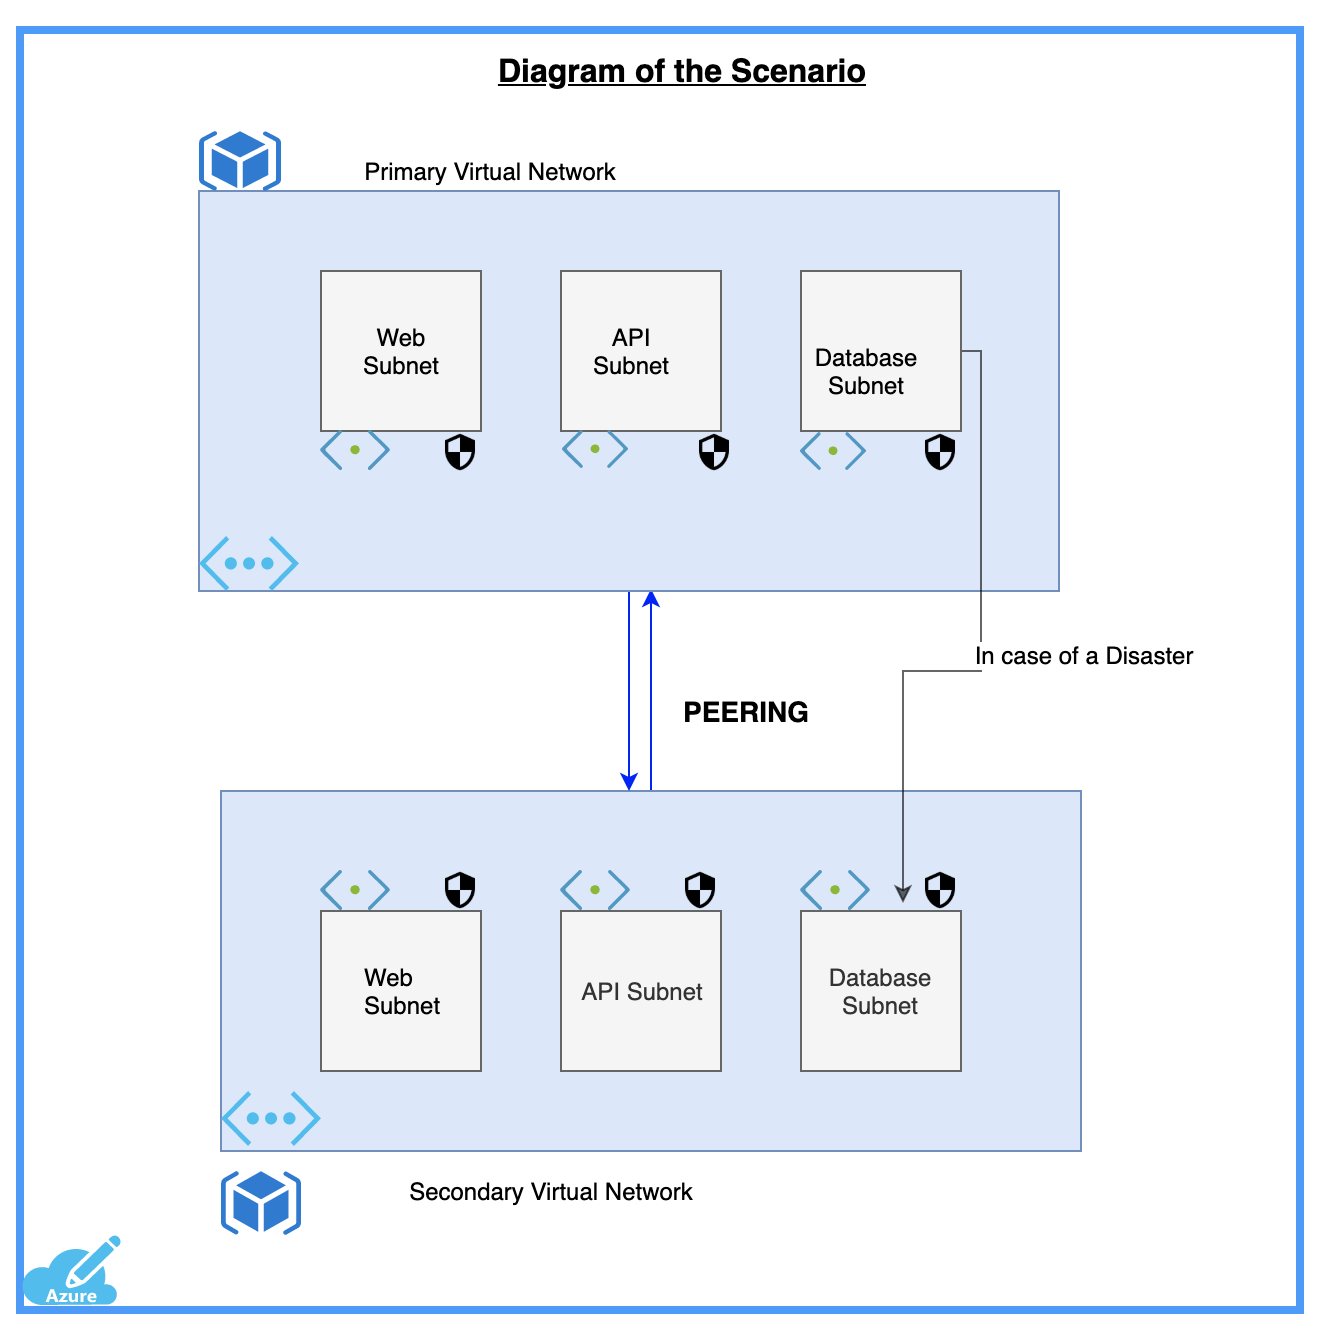 Diagram of the Scenario
Primary Virtual Network
Web
Subnet
API
Subnet
Database
Subnet
In case of a Disaster
PEERING
Web
Subnet
API Subnet
Database
Subnet
Secondary Virtual Network
Azure